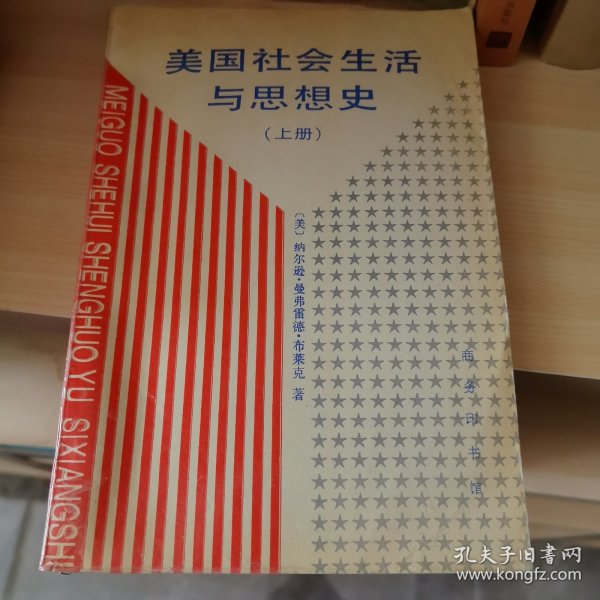 美国社会生活
与思想史
(上册)
MEIGUO SHEHUI SHENGHUO YU SIXIANGSHI
〔美〕纳尔逊·曼弗雷德·布莱克 著
商务印书馆
孔夫子旧书网
www.kongfz.com